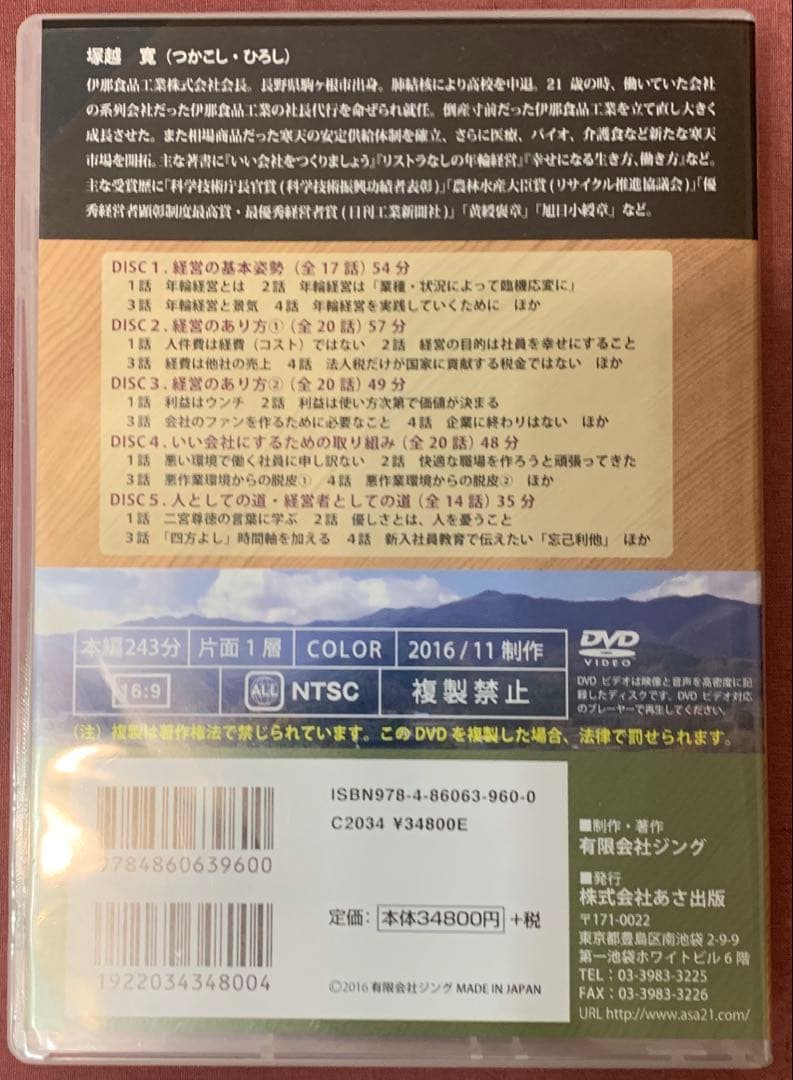 塚越 寛(つかこし・ひろし)
伊那食品工業株式会社会長。長野県駒ヶ根市出身。肺結核により高校を中退。21 歳の時、働いていた会社
の系列会社だった伊那食品工業の社長代行を命ぜられ就任。倒産寸前だった伊那食品工業を立て直し大きく
成長させた。また相場商品だった寒天の安定供給体制を確立、さらに医療、バイオ、介護食など新たな寒天
市場を開拓。主な著書に『いい会社をつくりましょう』『リストラなしの年輪経営』『幸せになる生き方、働き方』など。
主な受賞歴に「科学技術庁長官賞(科学技術振興功績者表彰)」「農林水産大臣賞(リサイクル推進協議会)」「優
秀経営者顕彰制度最高賞・最優秀経営者賞(日刊工業新聞社)」「黄綬褒章」「旭日小綬章」など。
DISC 1 . 経営の基本姿勢(全 17 話)54 分
1 話 年輪経営とは 2 話 年輪経営は「業種・状況によって臨機応変に」
3 話 年輪経営と景気 4 話 年輪経営を実践していくために ほか
DISC 2 . 経営のあり方①(全 20 話)57 分
1 話 人件費は経費(コスト)ではない 2 話 経営の目的は社員を幸せにすること
3 話 経費は他社の売上 4 話 法人税だけが国家に貢献する税金ではない ほか
DISC 3 . 経営のあり方②(全 20 話)49 分
1 話 利益はウンチ 2 話 利益は使い方次第で価値が決まる
3 話 会社のファンを作るために必要なこと 4 話 企業に終わりはない ほか
DISC 4 . いい会社にするための取り組み(全 20 話)48 分
1 話 悪い環境で働く社員に申し訳ない 2 話 快適な職場を作ろうと頑張ってきた
3 話 悪作業環境からの脱皮① 4 話 悪作業環境からの脱皮② ほか
DISC 5 . 人としての道・経営者としての道(全 14 話)35 分
1 話 二宮尊徳の言葉に学ぶ 2 話 優しさとは、人を憂うこと
3 話 「四方よし」時間軸を加える 4 話 新入社員教育で伝えたい「忘己利他」 ほか
本編243分 片面1層 COLOR 2016/11 制作
16:9 ALL NTSC 複製禁止
DVD VIDEO
DVD ビデオは映像と音声を高密度に記
録したディスクです。DVD ビデオ対応
のプレーヤーで再生してください。
(注) 複製は著作権法で禁じられています。この DVD を複製した場合、法律で罰せられます。
ISBN978-4-86063-960-0
C2034 ¥34800E
9784860639600
定価: 本体34800円 +税
1922034348004
©2016 有限会社ジング MADE IN JAPAN
■制作・著作
有限会社ジング
■発行
株式会社あさ出版
〒171-0022
東京都豊島区南池袋 2-9-9
第一池袋ホワイトビル 6 階
TEL : 03-3983-3225
FAX : 03-3983-3226
URL http://www.asa21.com/